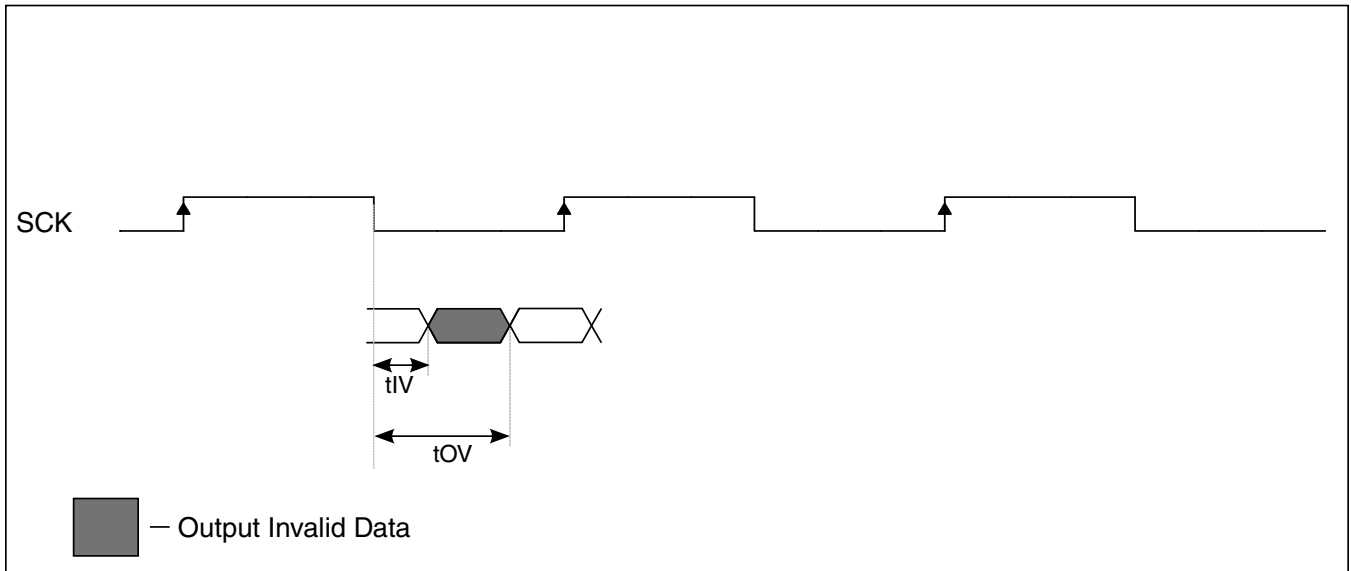 SCK
tIV
tOV
– Output Invalid Data